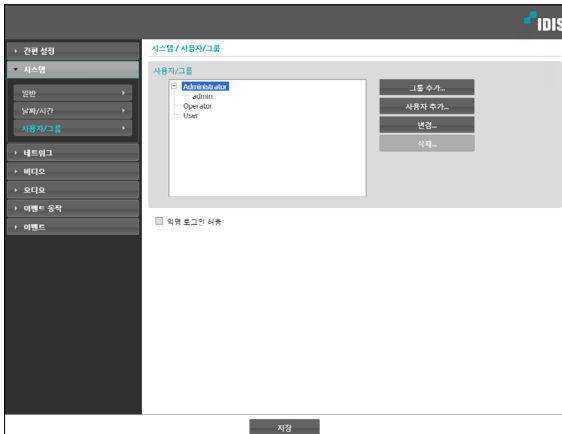 IDIS
간편 설정
시스템
일반
날짜/시간
사용자/그룹
네트워크
비디오
오디오
이벤트 동작
이벤트
시스템 / 사용자/그룹
사용자/그룹
Administrator
admin
Operator
User
그룹 추가...
사용자 추가...
변경...
삭제...
익명 로그인 허용
저장